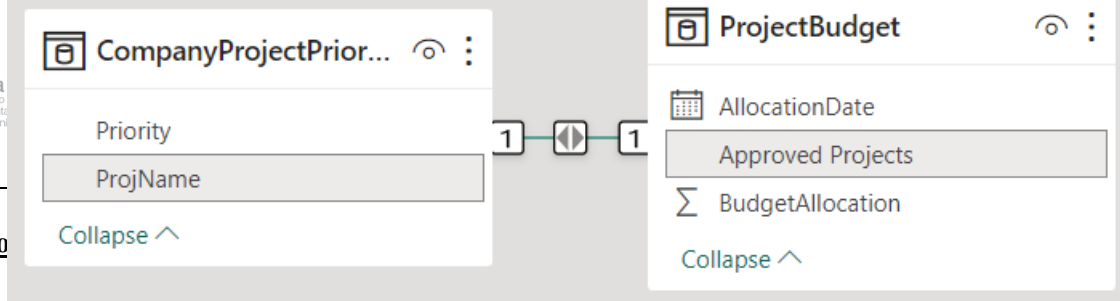 CompanyProjectPrior...
Priority
ProjName
Collapse
1
1
ProjectBudget
AllocationDate
Approved Projects
∑ BudgetAllocation
Collapse